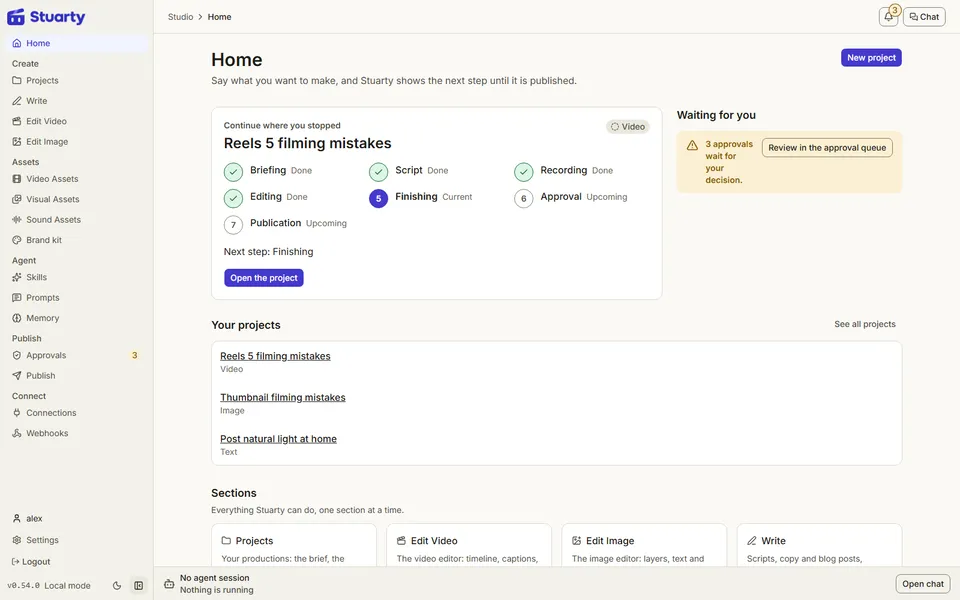 Stuarty
Home
Create
Projects
Write
Edit Video
Edit Image
Assets
Video Assets
Visual Assets
Sound Assets
Brand kit
Agent
Skills
Prompts
Memory
Publish
Approvals 3
Publish
Connect
Connections
Webhooks
alex
Settings
Logout
v0.54.0 Local mode
Studio > Home
3
Chat
Home
New project
Say what you want to make, and Stuarty shows the next step until it is published.
Continue where you stopped
Video
Reels 5 filming mistakes
Briefing Done
Script Done
Recording Done
Editing Done
5 Finishing Current
6 Approval Upcoming
7 Publication Upcoming
Next step: Finishing
Open the project
Waiting for you
3 approvals
wait for
your
decision.
Review in the approval queue
Your projects
See all projects
Reels 5 filming mistakes
Video
Thumbnail filming mistakes
Image
Post natural light at home
Text
Sections
Everything Stuarty can do, one section at a time.
Projects
Your productions: the brief, the
Edit Video
The video editor: timeline, captions,
Edit Image
The image editor: layers, text and
Write
Scripts, copy and blog posts,
No agent session
Nothing is running
Open chat